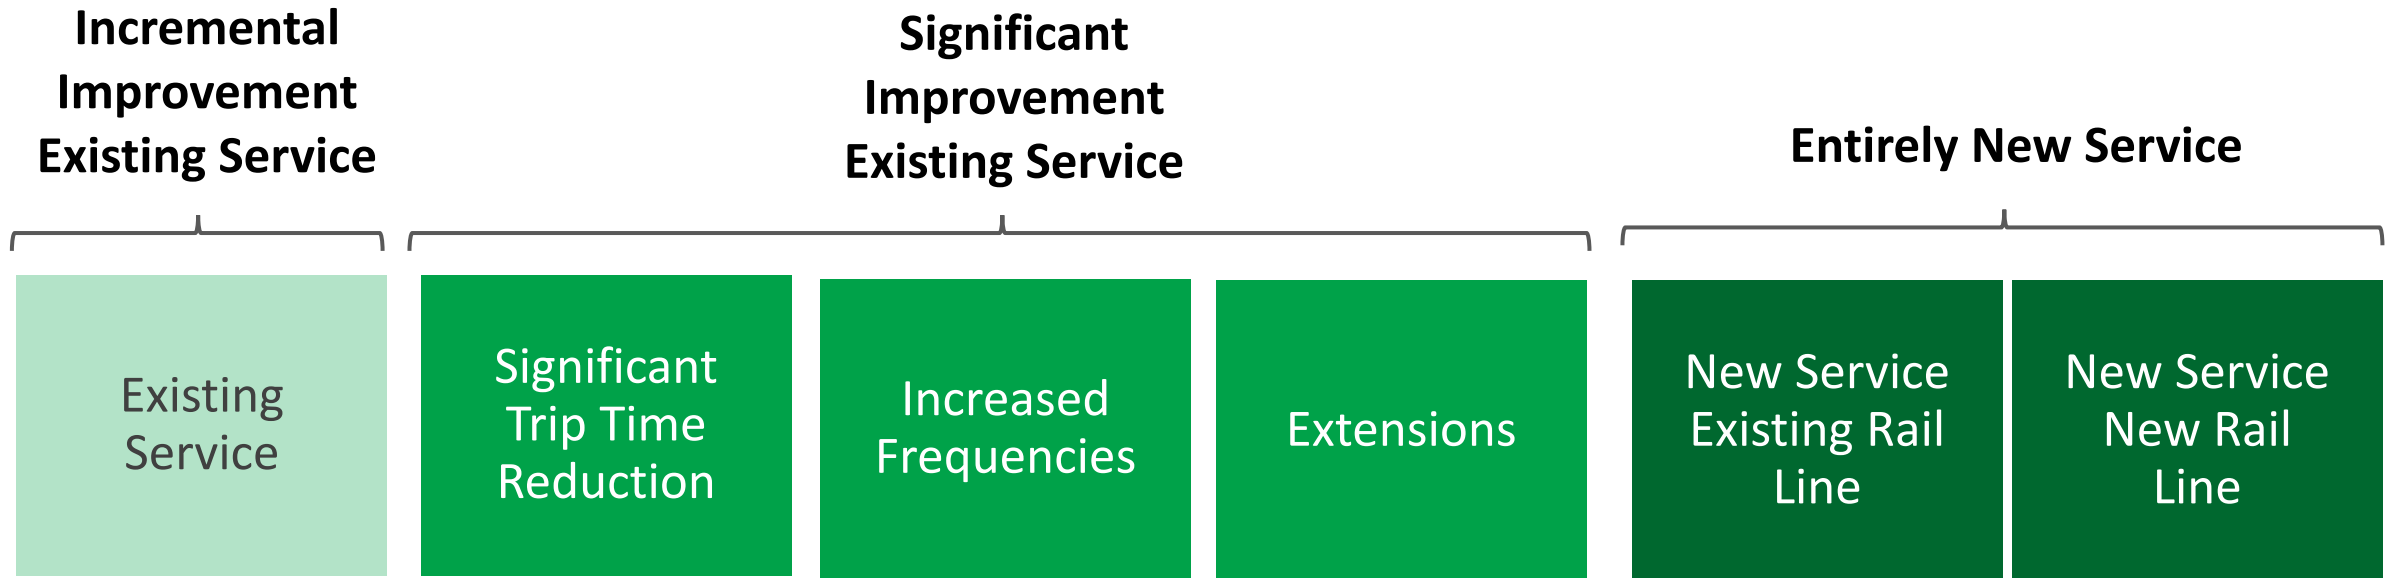 Incremental
Improvement
Existing Service
Significant
Improvement
Existing Service
Entirely New Service
Existing
Service
Significant
Trip Time
Reduction
Increased
Frequencies
Extensions
New Service
Existing Rail
Line
New Service
New Rail
Line